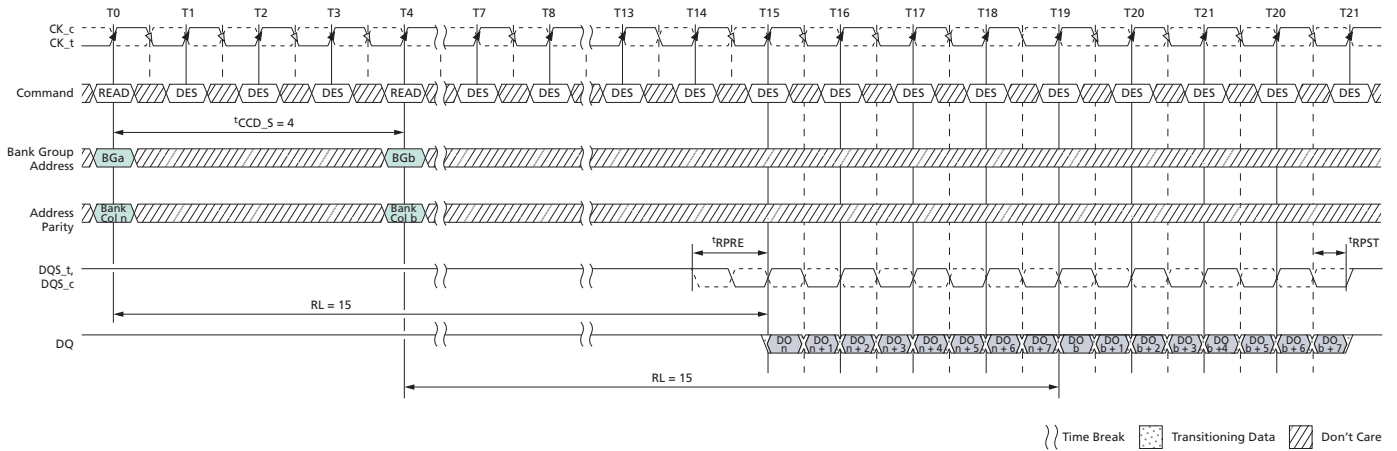 T0 T1 T2 T3 T4 T7 T8 T13 T14 T15 T16 T17 T18 T19 T20 T21 T20 T21
CK_c
CK_t
Command READ DES DES DES READ DES DES DES DES DES DES DES DES DES DES DES DES DES
tCCD_S = 4
Bank Group
Address
BGa BGb
Address
Parity
Bank
Col n
Bank
Col b
tRPRE tRPST
DQS_t,
DQS_c
RL = 15
DQ
DO
n
DO
n + 1
DO
n + 2
DO
n + 3
DO
n + 4
DO
n + 5
DO
n + 6
DO
n + 7
DO
b
DO
b + 1
DO
b + 2
DO
b + 3
DO
b +4
DO
b + 5
DO
b + 6
DO
b + 7
RL = 15
Time Break Transitioning Data Don't Care